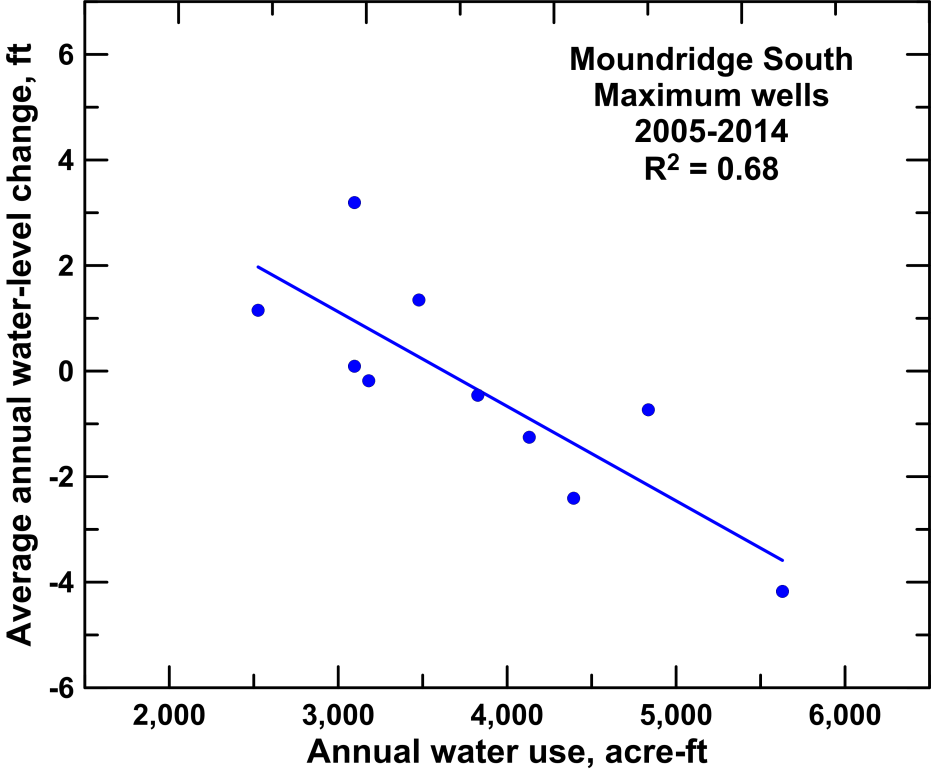 Moundridge South
Maximum wells
2005-2014
R² = 0.68
Average annual water-level change, ft
6
4
2
0
-2
-4
-6
2,000 3,000 4,000 5,000 6,000
Annual water use, acre-ft